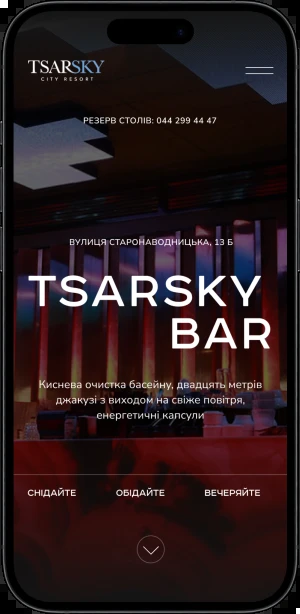 TSARSKY
CITY RESORT
РЕЗЕРВ СТОЛІВ: 044 299 44 47
ВУЛИЦЯ СТАРОНАВОДНИЦЬКА, 13 Б
TSARSKY
BAR
Киснева очистка басейну, двадцять метрів
джакузі з виходом на свіже повітря,
енергетичні капсули
СНІДАЙТЕ ОБІДАЙТЕ ВЕЧЕРЯЙТЕ